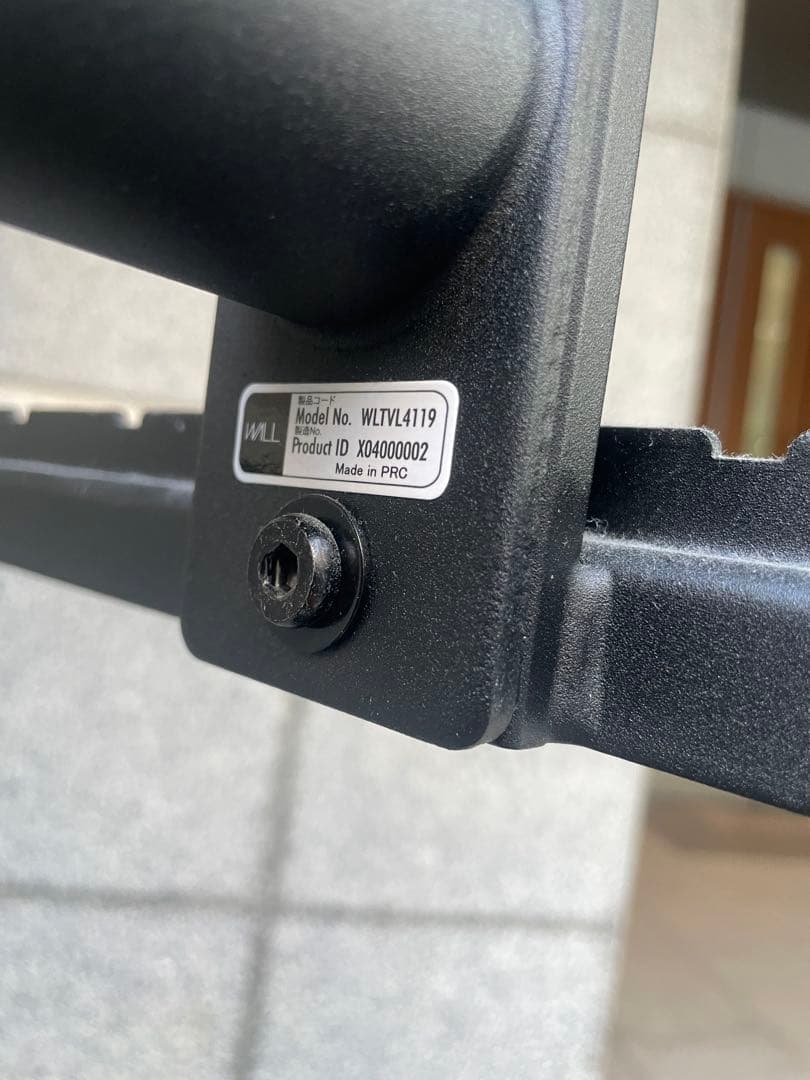 WALL
製品コード
Model No. WLTVL4119
製造No.
Product ID X04000002
Made in PRC